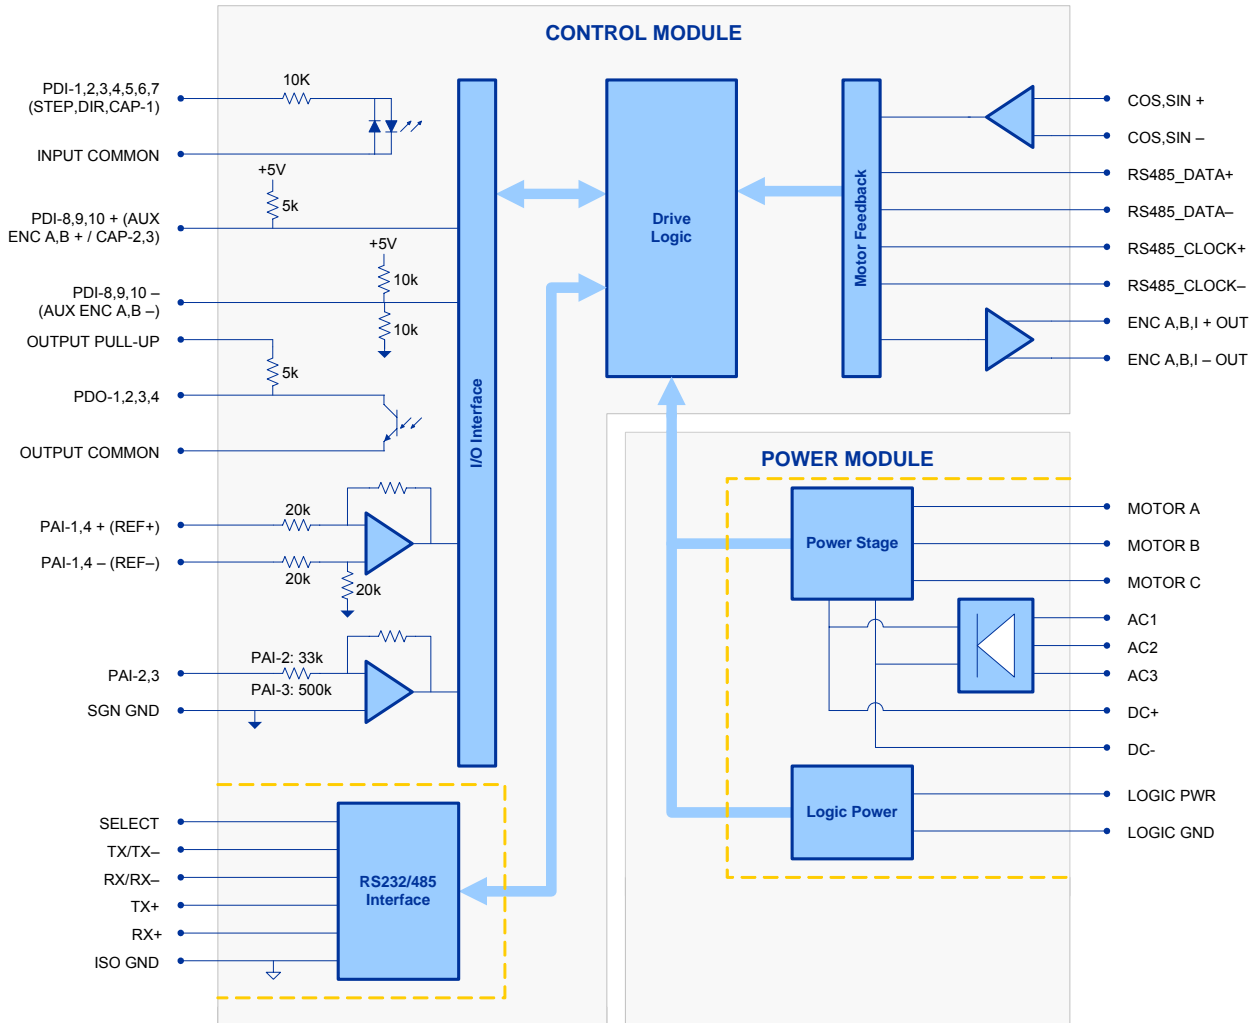 CONTROL MODULE
PDI-1,2,3,4,5,6,7
(STEP,DIR,CAP-1)
10K
INPUT COMMON
+5V
5k
PDI-8,9,10 + (AUX
ENC A,B + / CAP-2,3)
+5V
10k
PDI-8,9,10 –
(AUX ENC A,B –)
10k
OUTPUT PULL-UP
5k
PDO-1,2,3,4
OUTPUT COMMON
PAI-1,4 + (REF+)
20k
PAI-1,4 – (REF–)
20k
20k
PAI-2,3
PAI-2: 33k
PAI-3: 500k
SGN GND
I/O Interface
Drive
Logic
Motor Feedback
COS,SIN +
COS,SIN –
RS485_DATA+
RS485_DATA–
RS485_CLOCK+
RS485_CLOCK–
ENC A,B,I + OUT
ENC A,B,I – OUT
SELECT
TX/TX–
RX/RX–
TX+
RX+
ISO GND
RS232/485
Interface
POWER MODULE
Power Stage
MOTOR A
MOTOR B
MOTOR C
AC1
AC2
AC3
DC+
DC-
Logic Power
LOGIC PWR
LOGIC GND